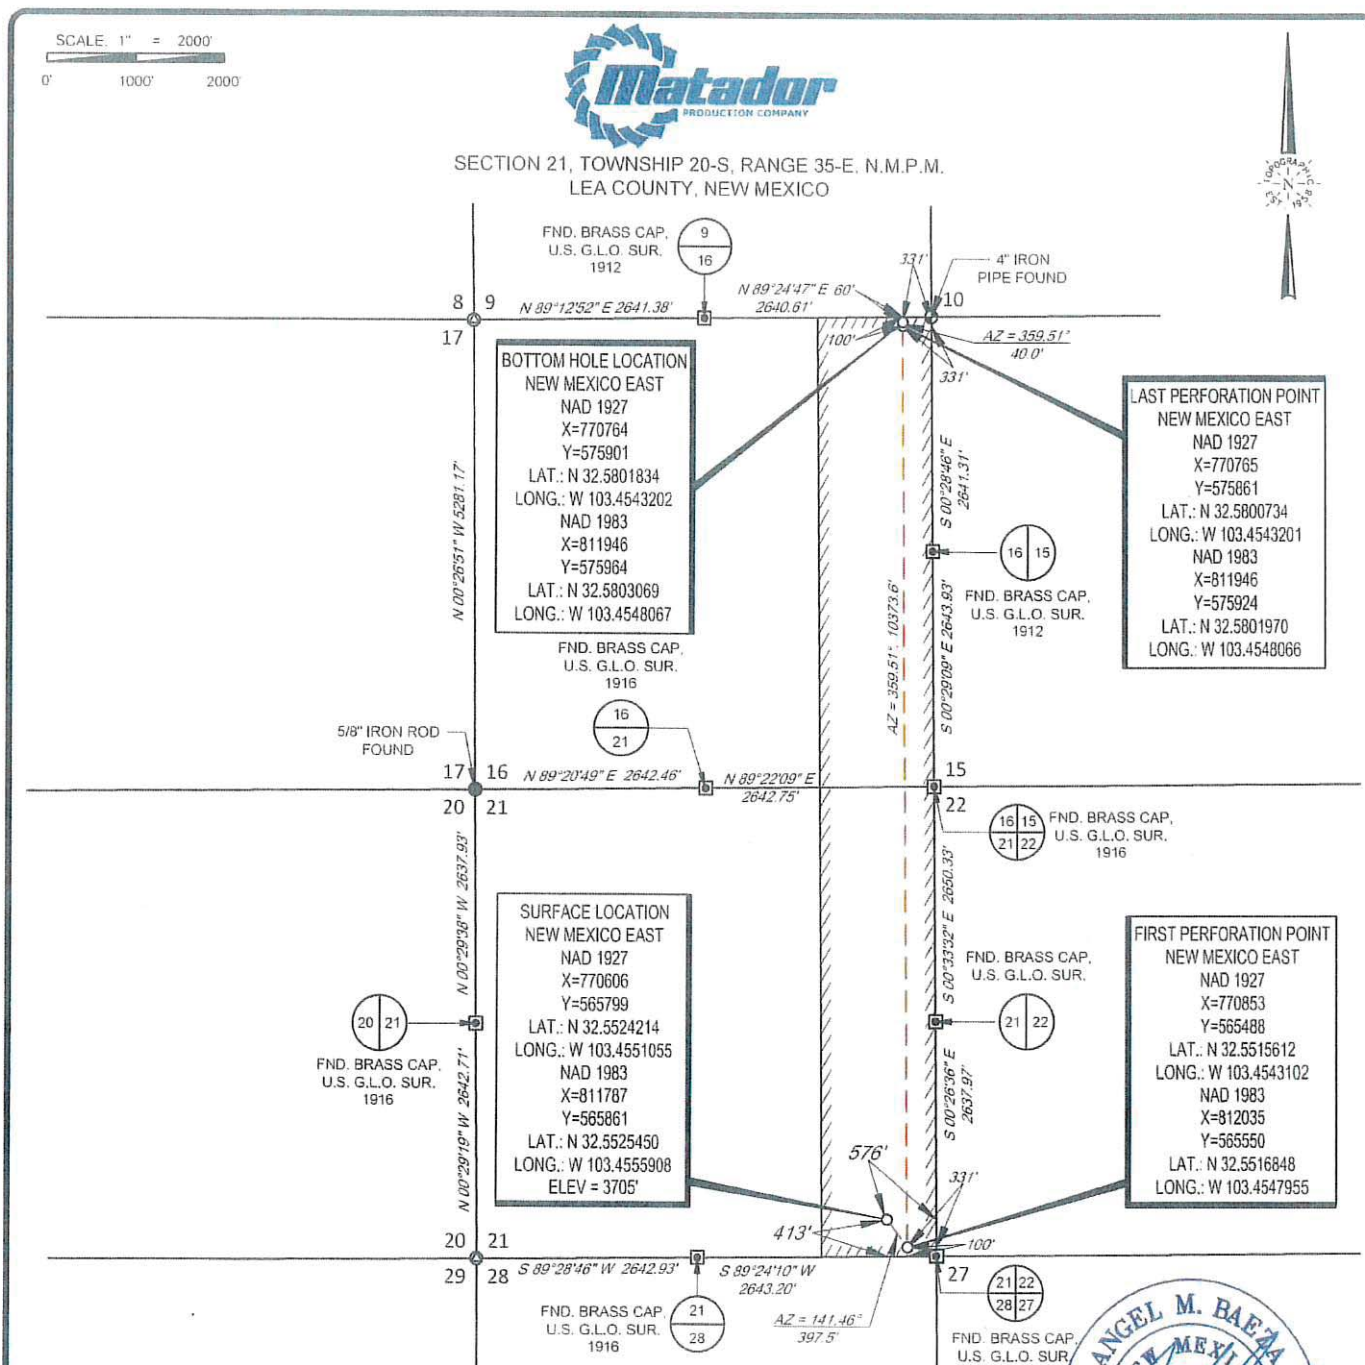 SCALE: 1" = 2000'
0' 1000' 2000'
Matador
PRODUCTION COMPANY
SECTION 21, TOWNSHIP 20-S, RANGE 35-E, N.M.P.M.
LEA COUNTY, NEW MEXICO
TOPOGRAPHIC
N
EST 1958
FND. BRASS CAP,
U.S. G.L.O. SUR.
1912
9
16
331'
4" IRON
PIPE FOUND
8 9
17
N 89°12'52" E 2641.38'
N 89°24'47" E 60'
2640.61'
10
100'
AZ = 359.51°
40.0'
331'
BOTTOM HOLE LOCATION
NEW MEXICO EAST
NAD 1927
X=770764
Y=575901
LAT.: N 32.5801834
LONG.: W 103.4543202
NAD 1983
X=811946
Y=575964
LAT.: N 32.5803069
LONG.: W 103.4548067
LAST PERFORATION POINT
NEW MEXICO EAST
NAD 1927
X=770765
Y=575861
LAT.: N 32.5800734
LONG.: W 103.4543201
NAD 1983
X=811946
Y=575924
LAT.: N 32.5801970
LONG.: W 103.4548066
N 00°26'51" W 5281.17'
S 00°28'46" E
2641.31'
16 15
FND. BRASS CAP,
U.S. G.L.O. SUR.
1912
AZ = 359.51°, 10373.6'
S 00°29'09" E 2643.93'
FND. BRASS CAP,
U.S. G.L.O. SUR.
1916
16
21
5/8" IRON ROD
FOUND
17 16
20 21
N 89°20'49" E 2642.46'
N 89°22'09" E
2642.75'
15
22
16 15
21 22
FND. BRASS CAP,
U.S. G.L.O. SUR.
1916
N 00°29'38" W 2637.93'
S 00°33'32" E 2650.33'
SURFACE LOCATION
NEW MEXICO EAST
NAD 1927
X=770606
Y=565799
LAT.: N 32.5524214
LONG.: W 103.4551055
NAD 1983
X=811787
Y=565861
LAT.: N 32.5525450
LONG.: W 103.4555908
ELEV = 3705'
FIRST PERFORATION POINT
NEW MEXICO EAST
NAD 1927
X=770853
Y=565488
LAT.: N 32.5515612
LONG.: W 103.4543102
NAD 1983
X=812035
Y=565550
LAT.: N 32.5516848
LONG.: W 103.4547955
FND. BRASS CAP,
U.S. G.L.O. SUR.
21 22
20 21
FND. BRASS CAP,
U.S. G.L.O. SUR.
1916
N 00°29'19" W 2642.71'
S 00°26'36" E
2637.97'
576'
331'
413'
100'
20 21
29 28
S 89°28'46" W 2642.93'
S 89°24'10" W
2643.20'
27
21 22
28 27
FND. BRASS CAP,
U.S. G.L.O. SUR.
1916
21
28
AZ = 141.46°
397.5'
FND. BRASS CAP,
U.S. G.L.O. SUR.
ANGEL M. BAEZA